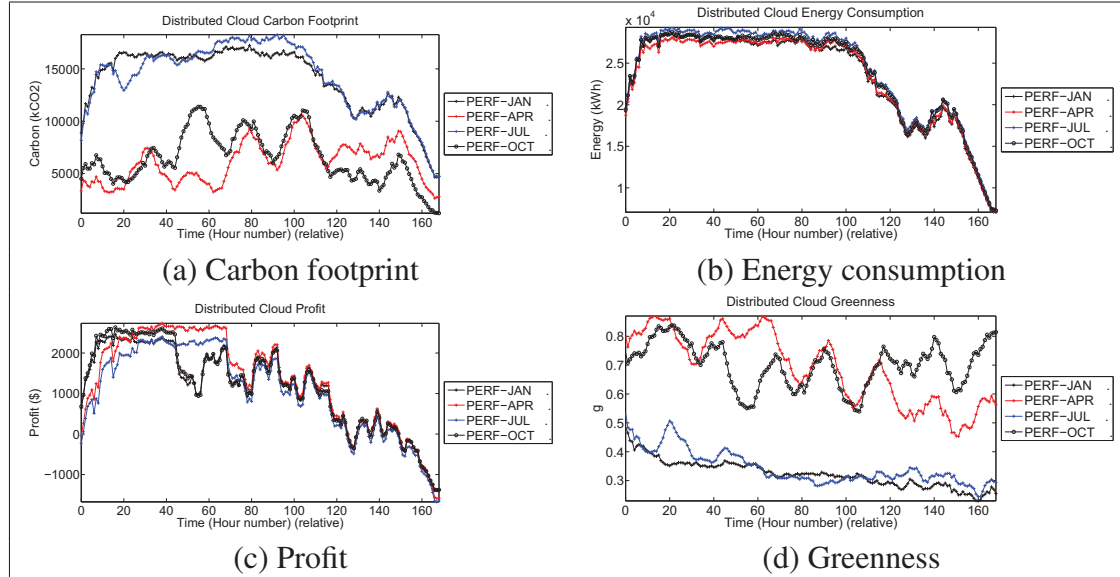 Distributed Cloud Carbon Footprint
15000
10000
5000
Carbon (kCO2)
0 20 40 60 80 100 120 140 160
Time (Hour number) (relative)
PERF-JAN .
PERF-APR .
PERF-JUL .
PERF-OCT .
(a) Carbon footprint
x 10^4
Distributed Cloud Energy Consumption
2.5
2
1.5
1
Energy (kWh)
0 20 40 60 80 100 120 140 160
Time (Hour number) (relative)
PERF-JAN .
PERF-APR .
PERF-JUL .
PERF-OCT .
(b) Energy consumption
Distributed Cloud Profit
2000
1000
0
−1000
Profit ($)
0 20 40 60 80 100 120 140 160
Time (Hour number) (relative)
PERF-JAN .
PERF-APR .
PERF-JUL .
PERF-OCT .
(c) Profit
Distributed Cloud Greenness
0.8
0.7
0.6
0.5
0.4
0.3
g
0 20 40 60 80 100 120 140 160
Time (Hour number) (relative)
PERF-JAN .
PERF-APR .
PERF-JUL .
PERF-OCT .
(d) Greenness